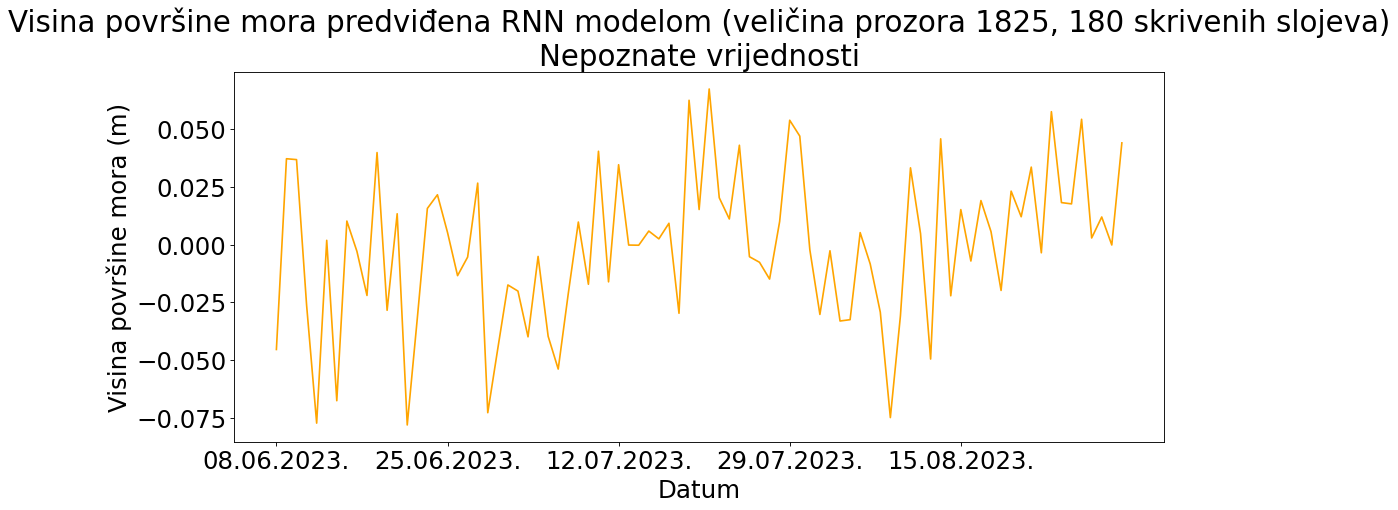 Visina površine mora predviđena RNN modelom (veličina prozora 1825, 180 skrivenih slojeva)
Nepoznate vrijednosti
Visina površine mora (m)
0.050
0.025
0.000
−0.025
−0.050
−0.075
08.06.2023. 25.06.2023. 12.07.2023. 29.07.2023. 15.08.2023.
Datum